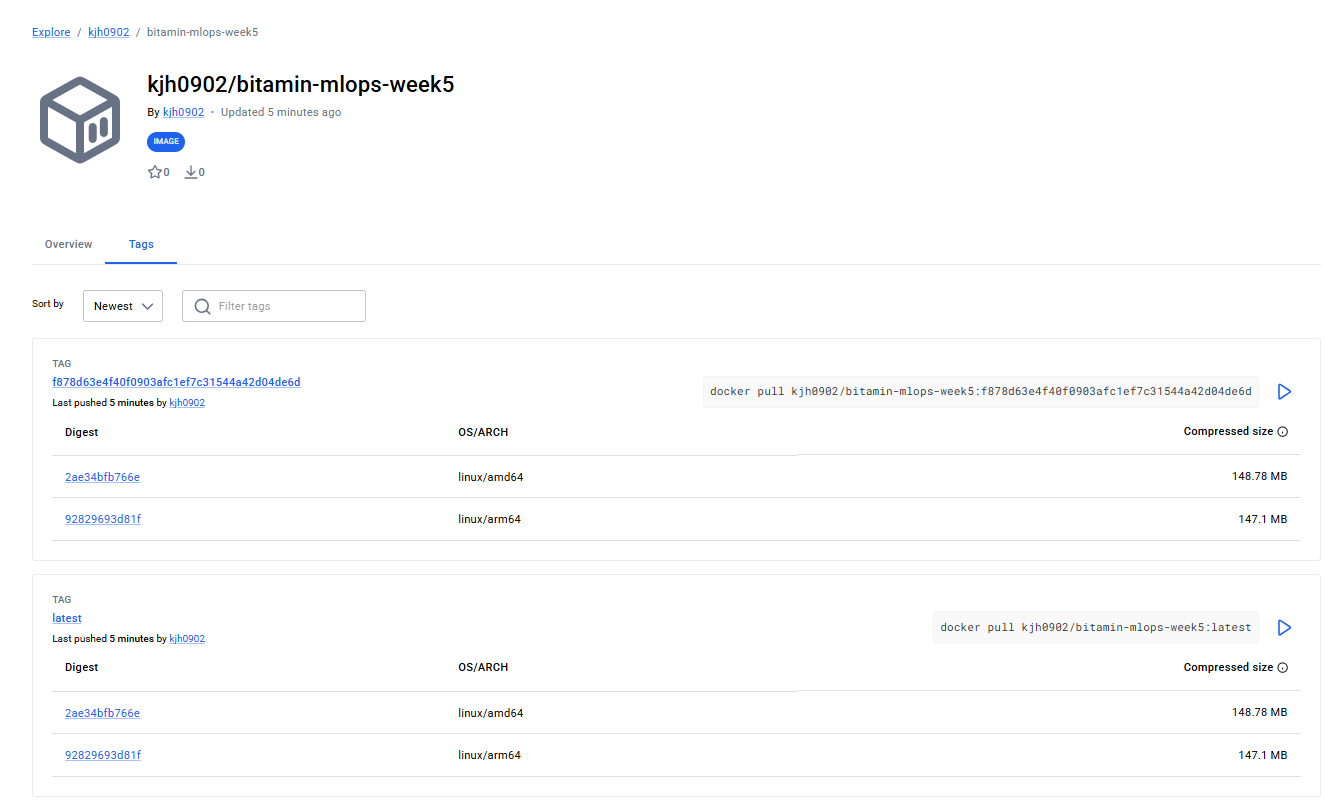 Explore / kjh0902 / bitamin-mlops-week5
kjh0902/bitamin-mlops-week5
By kjh0902 · Updated 5 minutes ago
IMAGE
0 0
Overview Tags
Sort by Newest Filter tags
TAG
f878d63e4f40f0903afc1ef7c31544a42d04de6d
docker pull kjh0902/bitamin-mlops-week5:f878d63e4f40f0903afc1ef7c31544a42d04de6d
Last pushed 5 minutes by kjh0902
Digest OS/ARCH Compressed size
2ae34bfb766e linux/amd64 148.78 MB
92829693d81f linux/arm64 147.1 MB
TAG
latest
docker pull kjh0902/bitamin-mlops-week5:latest
Last pushed 5 minutes by kjh0902
Digest OS/ARCH Compressed size
2ae34bfb766e linux/amd64 148.78 MB
92829693d81f linux/arm64 147.1 MB